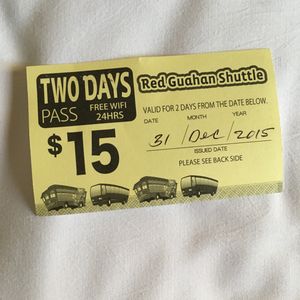 TWO DAYS
PASS FREE WIFI
24HRS
$15
Red Guahan Shuttle
VALID FOR 2 DAYS FROM THE DATE BELOW.
DATE MONTH YEAR
31 / Dec / 2015
ISSUED DATE
PLEASE SEE BACK SIDE